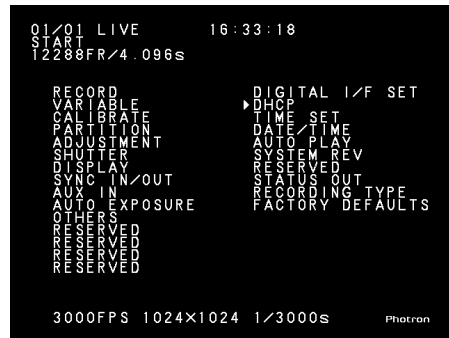 01/01 LIVE 16:33:18
START
12288FR/4.096s
RECORD
VARIABLE
CALIBRATE
PARTITION
ADJUSTMENT
SHUTTER
DISPLAY
SYNC IN/OUT
AUX IN
AUTO EXPOSURE
OTHERS
RESERVED
RESERVED
RESERVED
RESERVED
DIGITAL I/F SET
DHCP
TIME SET
DATE/TIME
AUTO PLAY
SYSTEM REV
RESERVED
STATUS OUT
RECORDING TYPE
FACTORY DEFAULTS
3000FPS 1024×1024 1/3000s Photron